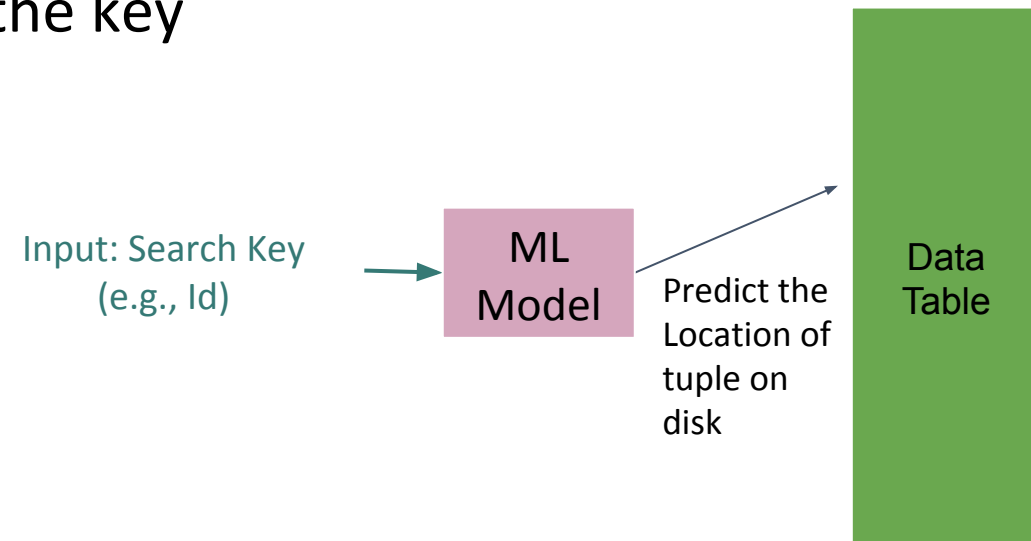 the key
Input: Search Key
(e.g., Id)
ML
Model
Predict the
Location of
tuple on
disk
Data
Table